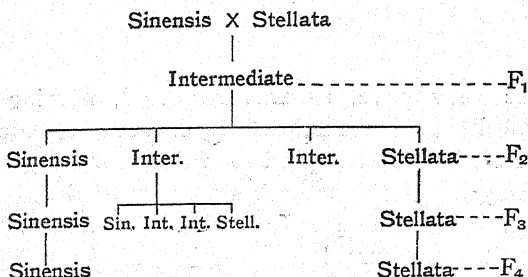 Sinensis X Stellata
Intermediate F₁
Sinensis Inter. Inter. Stellata F₂
Sinensis Sin. Int. Int. Stell. Stellata F₃
Sinensis Stellata F₄